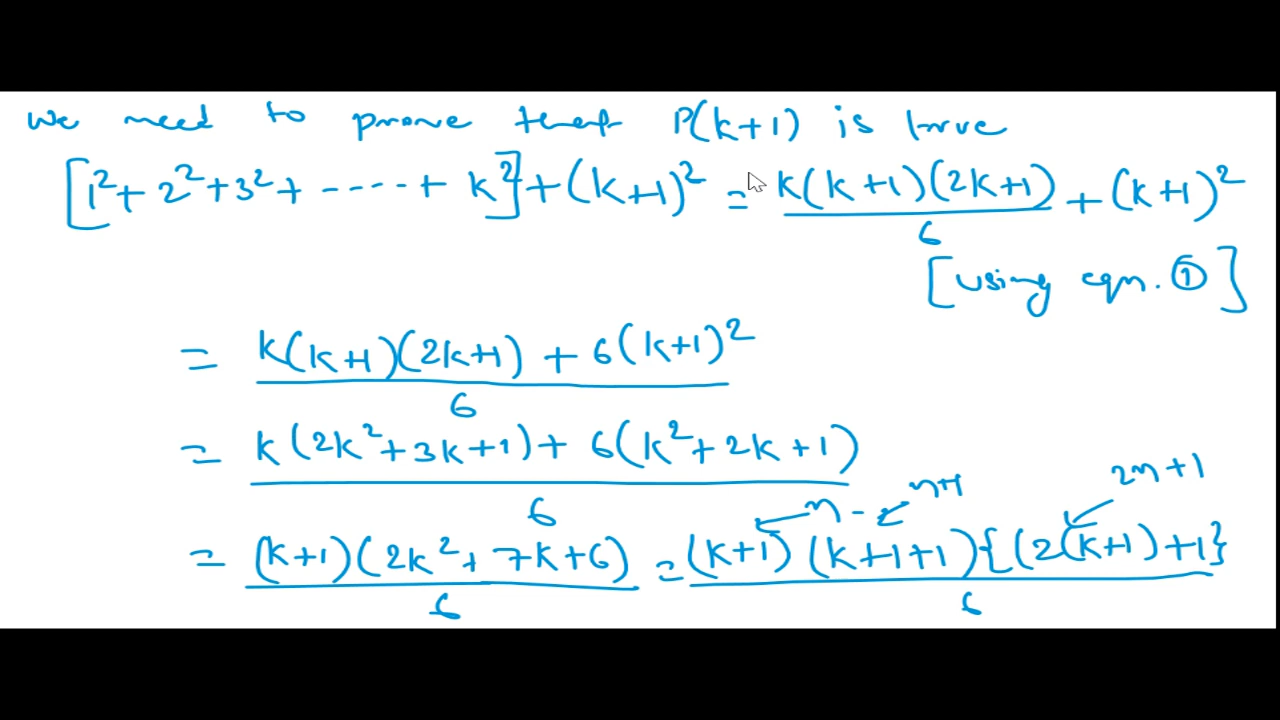 We need to prove that P(k+1) is true
[1²+ 2²+3²+ ----+ k²]+(k+1)² = k(k+1)(2k+1)/6 +(k+1)²
[using eqn. ①]
= k(k+1)(2k+1) + 6(k+1)²/6
= k(2k²+3k+1)+ 6(k²+2k+1)/6
n - n+1 2n+1
= (k+1)(2k²+7k+6)/6 = (k+1)(k+1+1){(2(k+1)+1}/6